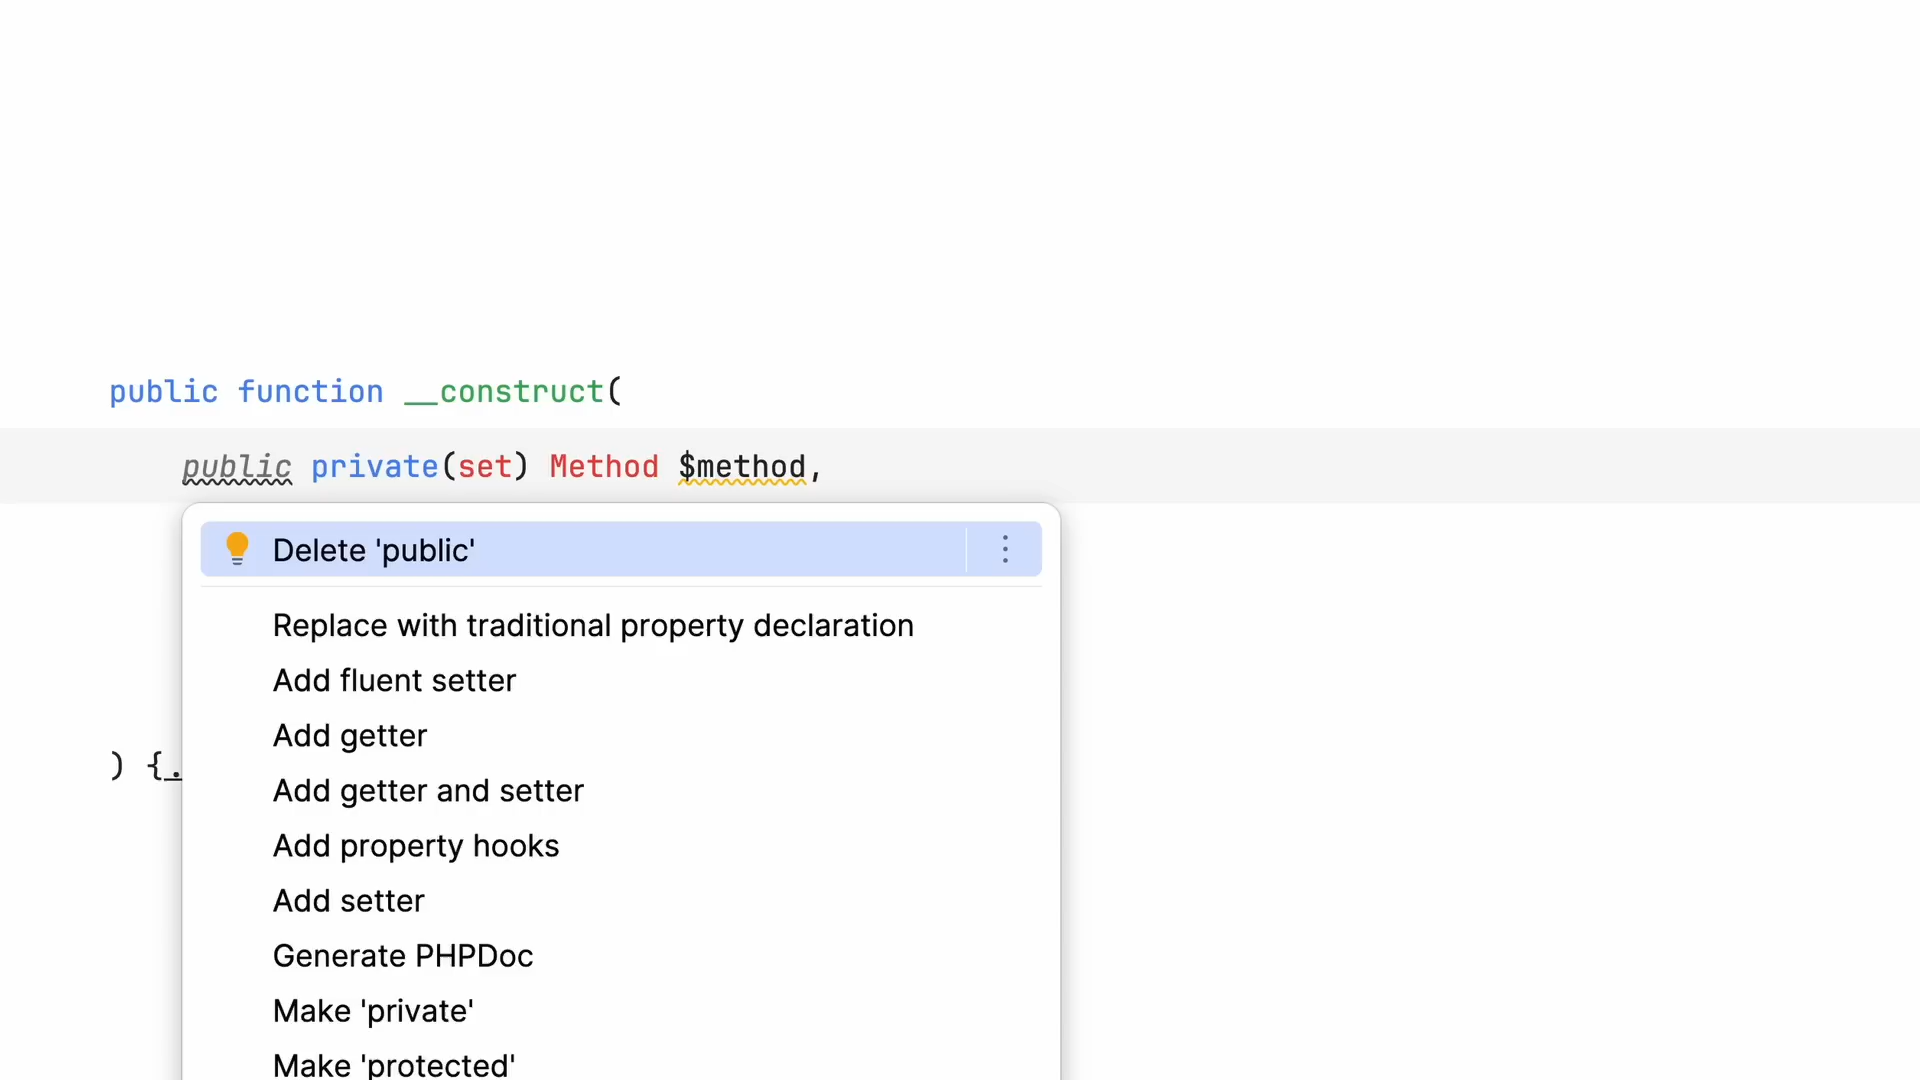 public function __construct(
public private(set) Method $method,
Delete 'public'
Replace with traditional property declaration
Add fluent setter
Add getter
) {.
Add getter and setter
Add property hooks
Add setter
Generate PHPDoc
Make 'private'
Make 'protected'